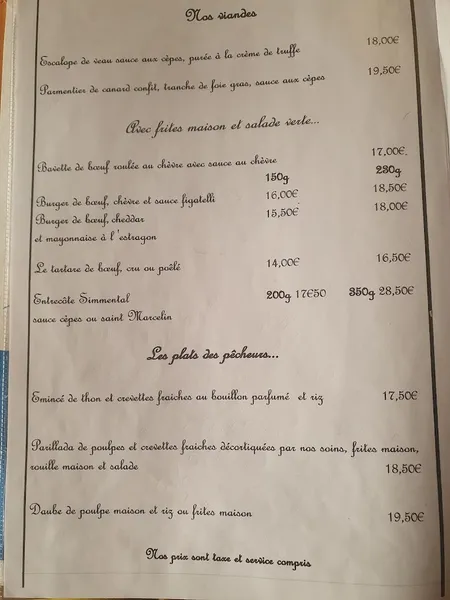 Nos viandes
Escalope de veau sauce aux cèpes, purée à la crème de truffe 18,00€
Parmentier de canard confit, tranche de foie gras, sauce aux cèpes 19,50€
Avec frites maison et salade verte...
Bavette de bœuf roulée au chèvre avec sauce au chèvre 17,00€
150g 230g
Burger de bœuf, chèvre et sauce figatelli 16,00€ 18,50€
Burger de bœuf, cheddar 15,50€ 18,00€
et mayonnaise à l'estragon
Le tartare de bœuf, cru ou poêlé 14,00€ 16,50€
Entrecôte Simmental 200g 17€50 350g 28,50€
sauce cèpes ou saint Marcelin
Les plats des pêcheurs...
Emincé de thon et crevettes fraiches au bouillon parfumé et riz 17,50€
Parillada de poulpes et crevettes fraiches décortiquées par nos soins, frites maison,
rouille maison et salade 18,50€
Daube de poulpe maison et riz ou frites maison 19,50€
Nos prix sont taxe et service compris